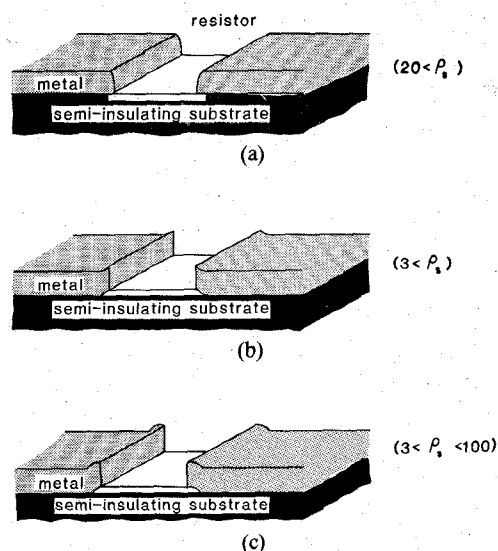 resistor
metal
(20< ρs )
semi-insulating substrate
(a)
metal
(3< ρs )
semi-insulating substrate
(b)
metal
(3< ρs <100)
semi-insulating substrate
(c)